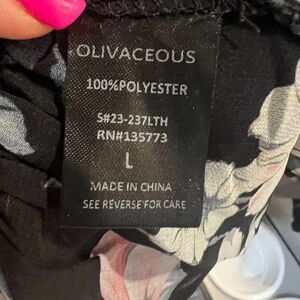 OLIVACEOUS
100%POLYESTER
S#23-237LTH
RN#135773
L
MADE IN CHINA
SEE REVERSE FOR CARE